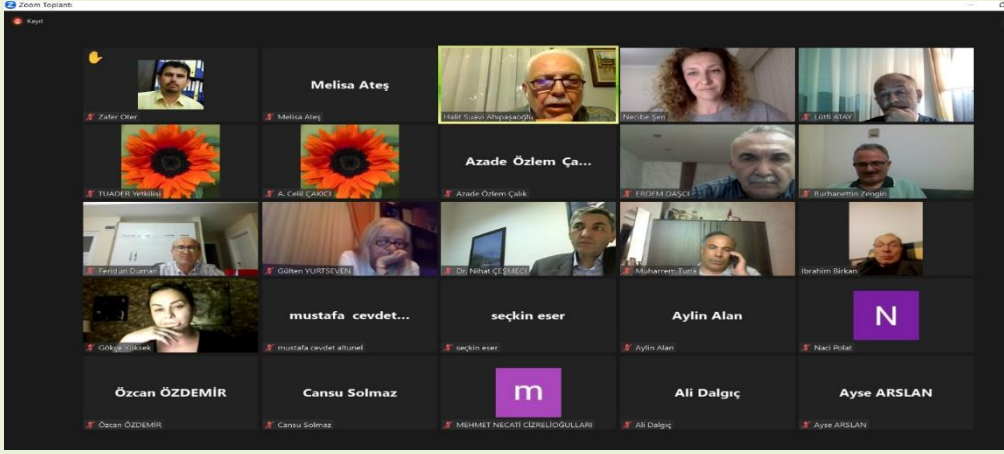 Zoom Toplantı
Kayıt
Zafer Oter
Melisa Ateş
Melisa Ateş
Halit Suavi Ahıpaşaoğlu
Necibe Şen
Lütfi ATAY
TUADER Yetkilisi
A. Celil ÇAKICI
Azade Özlem Ça...
Azade Özlem Çalık
ERDEM DAŞCI
Burhanettin Zengin
Feridun Duman
Gülten YURTSEVEN
Dr. Nihat ÇEŞMECİ
Muharrem Tuna
Ibrahim Birkan
Gökçe Yüksek
mustafa cevdet...
mustafa cevdet altunel
seçkin eser
seçkin eser
Aylin Alan
Aylin Alan
N
Naci Polat
Özcan ÖZDEMİR
Özcan ÖZDEMİR
Cansu Solmaz
Cansu Solmaz
m
MEHMET NECATİ CİZRELİOĞULLARI
Ali Dalgıç
Ali Dalgıç
Ayse ARSLAN
Ayse ARSLAN